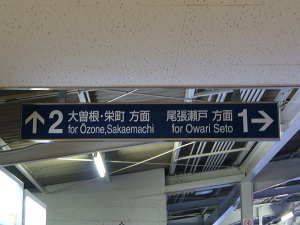 ↑2 大曽根・栄町 方面
for Ōzone,Sakaemachi
尾張瀬戸 方面 1→
for Owari Seto